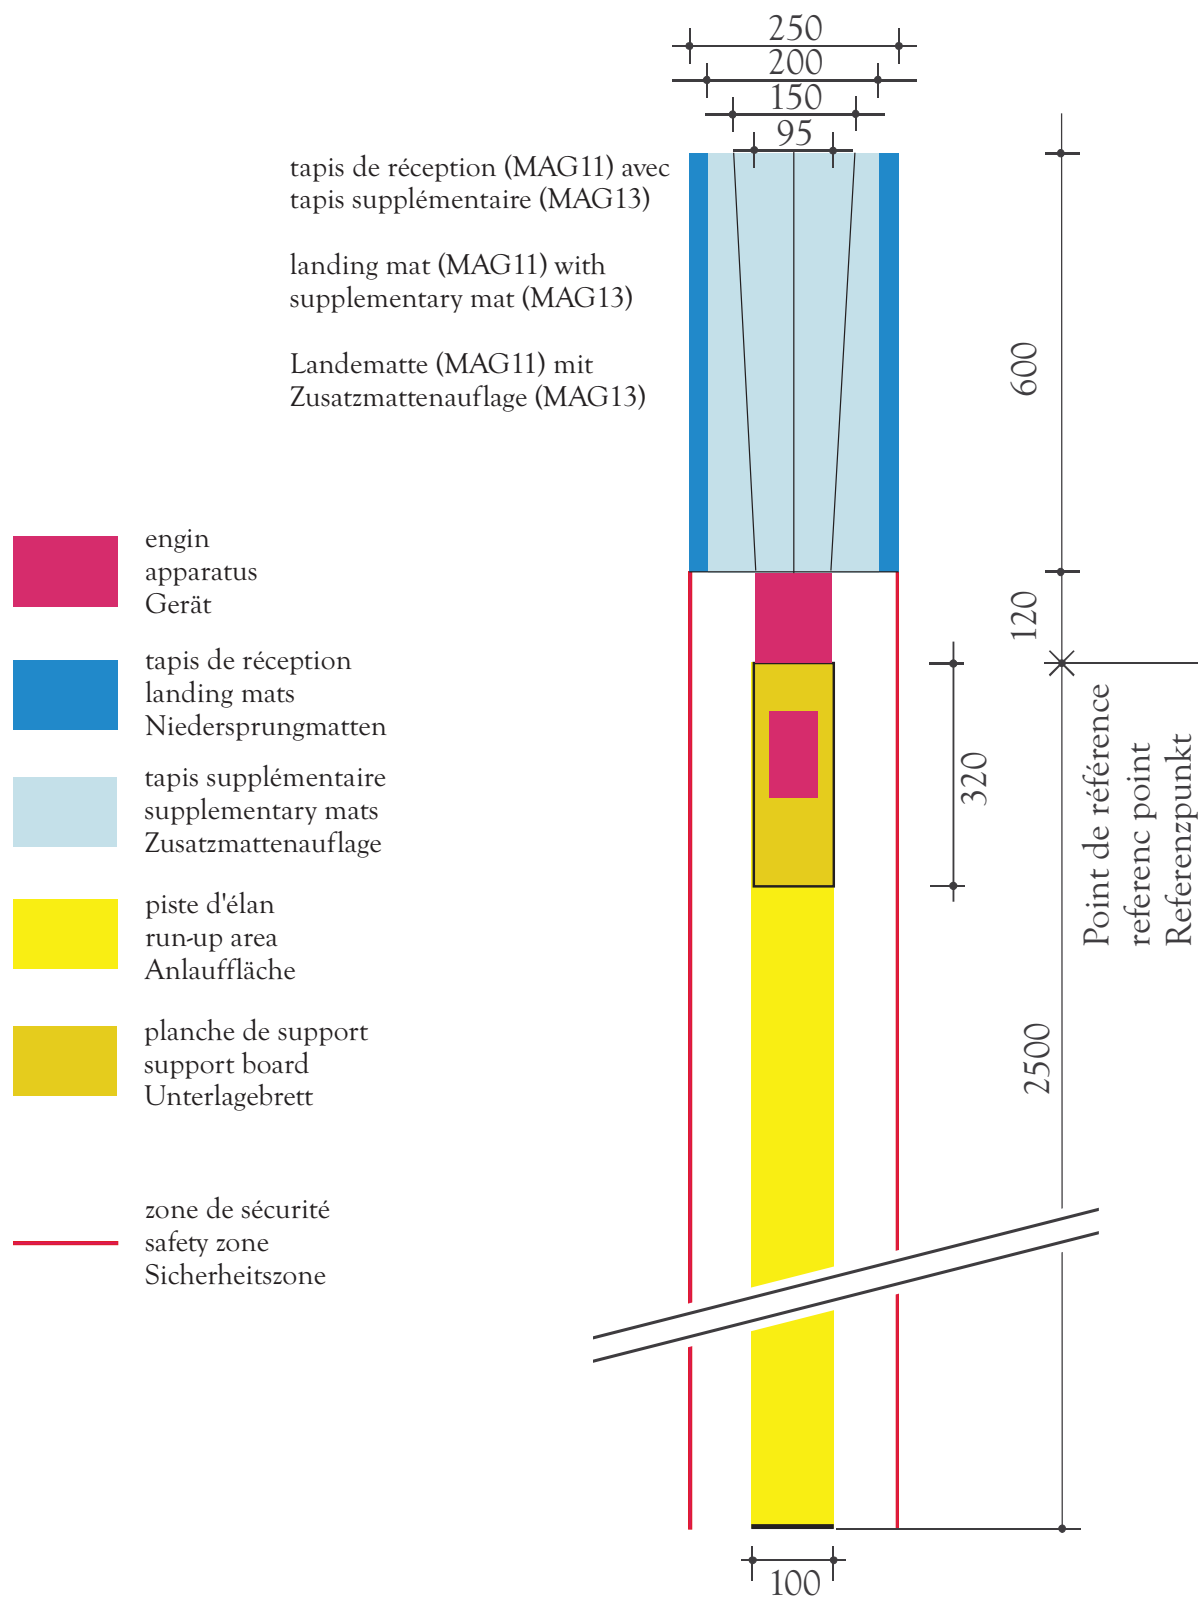 250
200
150
95
tapis de réception (MAG11) avec
tapis supplémentaire (MAG13)
landing mat (MAG11) with
supplementary mat (MAG13)
Landematte (MAG11) mit
Zusatzmattenauflage (MAG13)
600
engin
apparatus
Gerät
120
tapis de réception
landing mats
Niedersprungmatten
320
Point de référence
referenc point
Referenzpunkt
tapis supplémentaire
supplementary mats
Zusatzmattenauflage
piste d'élan
run-up area
Anlauffläche
planche de support
support board
Unterlagebrett
2500
zone de sécurité
safety zone
Sicherheitszone
100